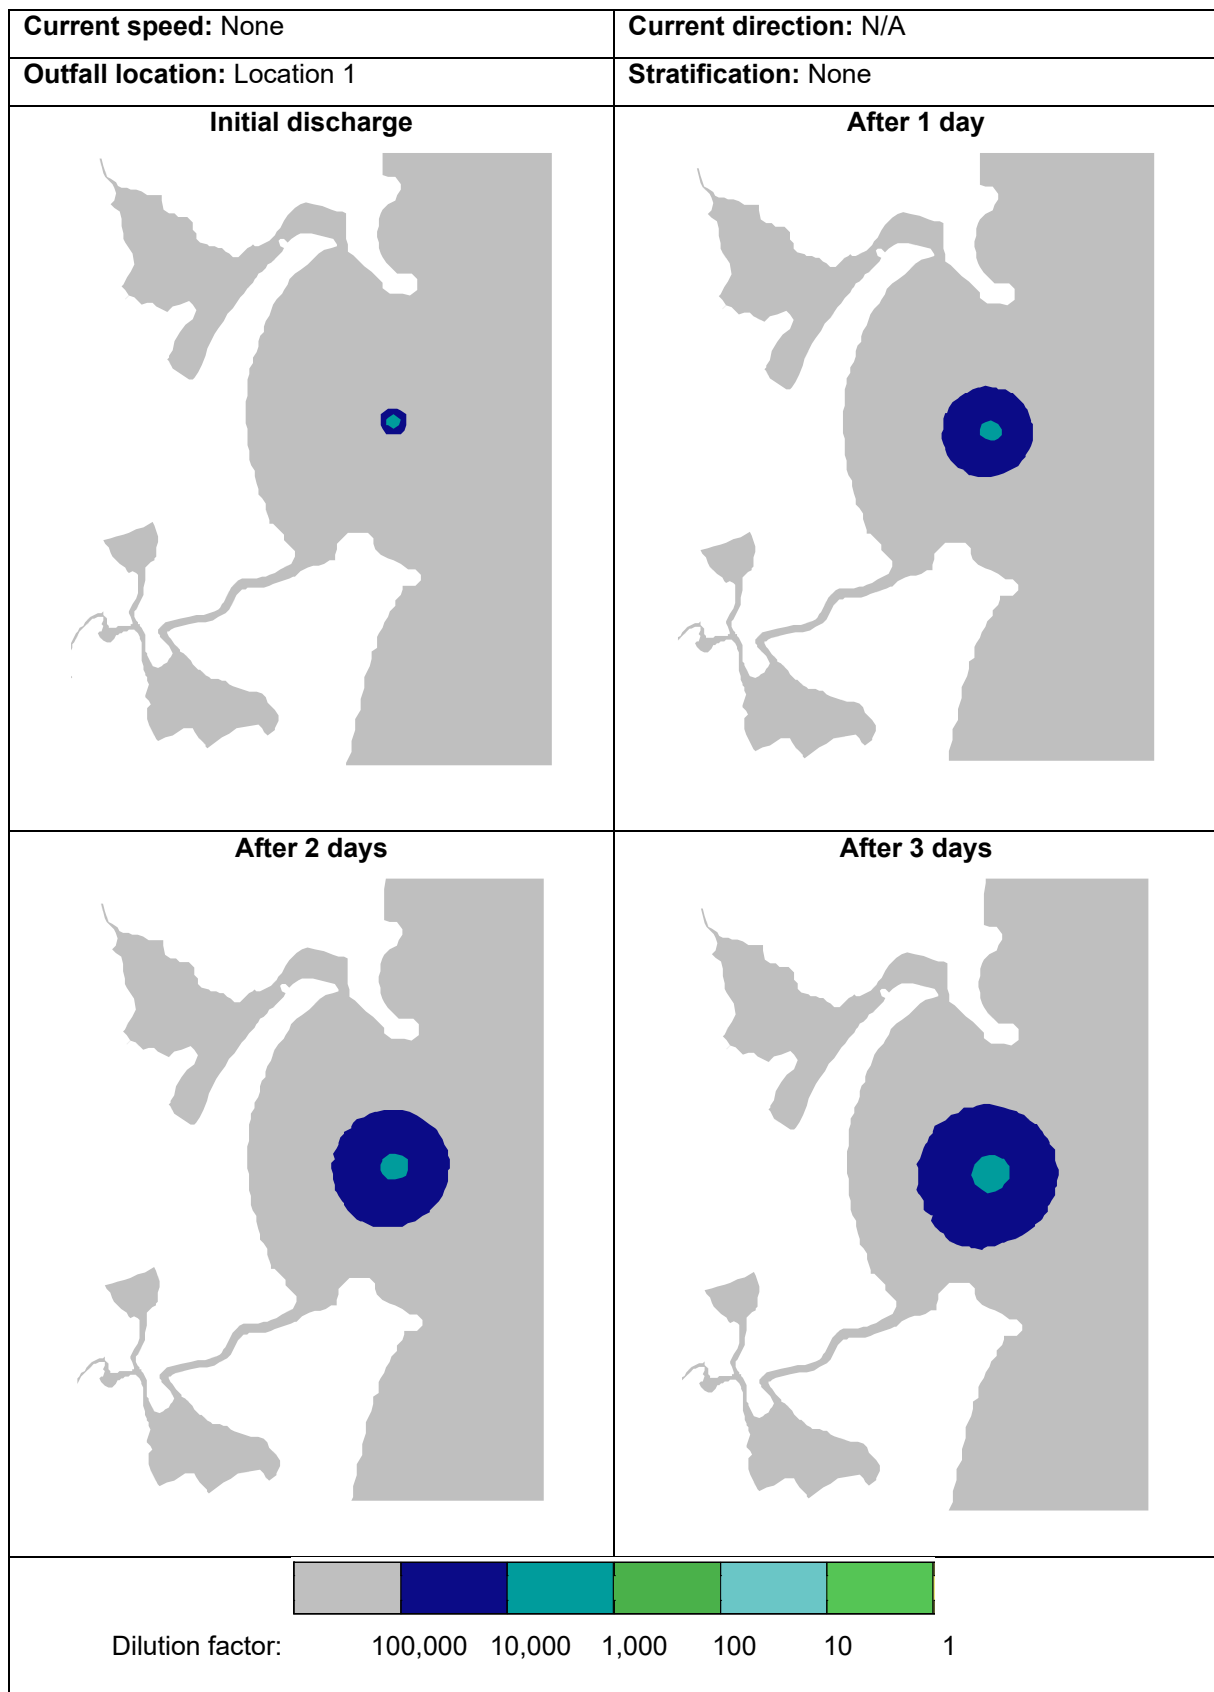 Current speed: None
Current direction: N/A
Outfall location: Location 1
Stratification: None
Initial discharge
After 1 day
After 2 days
After 3 days
Dilution factor: 100,000 10,000 1,000 100 10 1